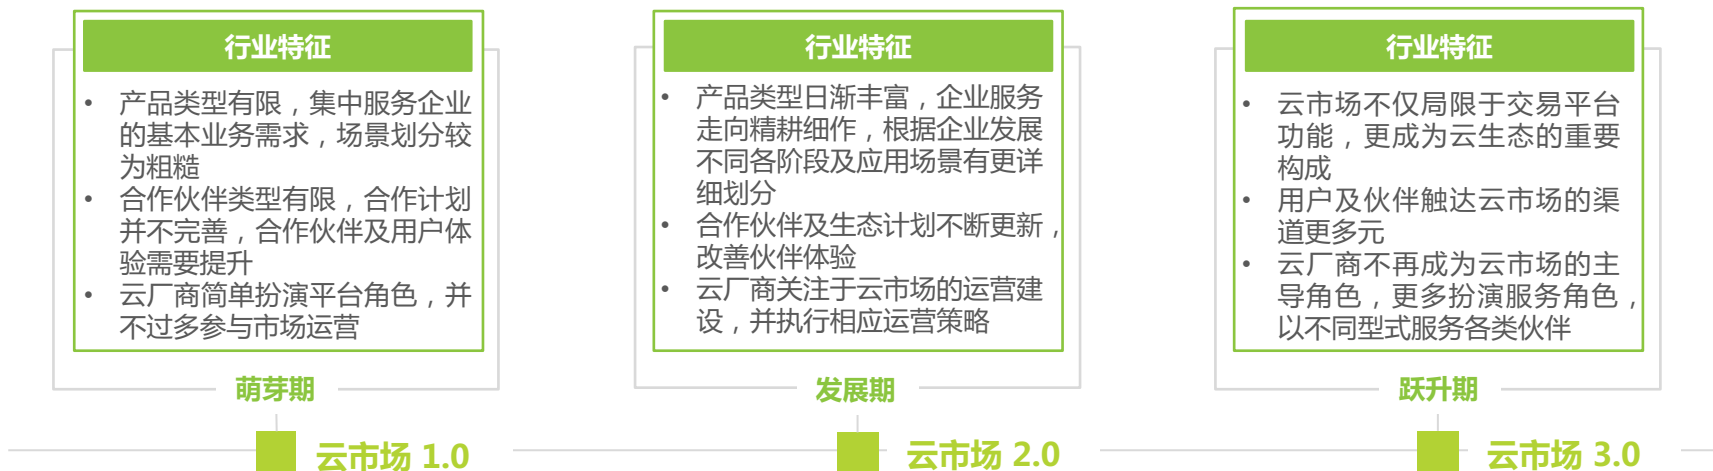 行业特征
• 产品类型有限，集中服务企业
的基本业务需求，场景划分较
为粗糙
• 合作伙伴类型有限，合作计划
并不完善，合作伙伴及用户体
验需要提升
• 云厂商简单扮演平台角色，并
不过多参与市场运营
萌芽期
云市场 1.0
行业特征
• 产品类型日渐丰富，企业服务
走向精耕细作，根据企业发展
不同各阶段及应用场景有更详
细划分
• 合作伙伴及生态计划不断更新，
改善伙伴体验
• 云厂商关注于云市场的运营建
设，并执行相应运营策略
发展期
云市场 2.0
行业特征
• 云市场不仅局限于交易平台
功能，更成为云生态的重要
构成
• 用户及伙伴触达云市场的渠
道更多元
• 云厂商不再成为云市场的主
导角色，更多扮演服务角色，
以不同型式服务各类伙伴
跃升期
云市场 3.0